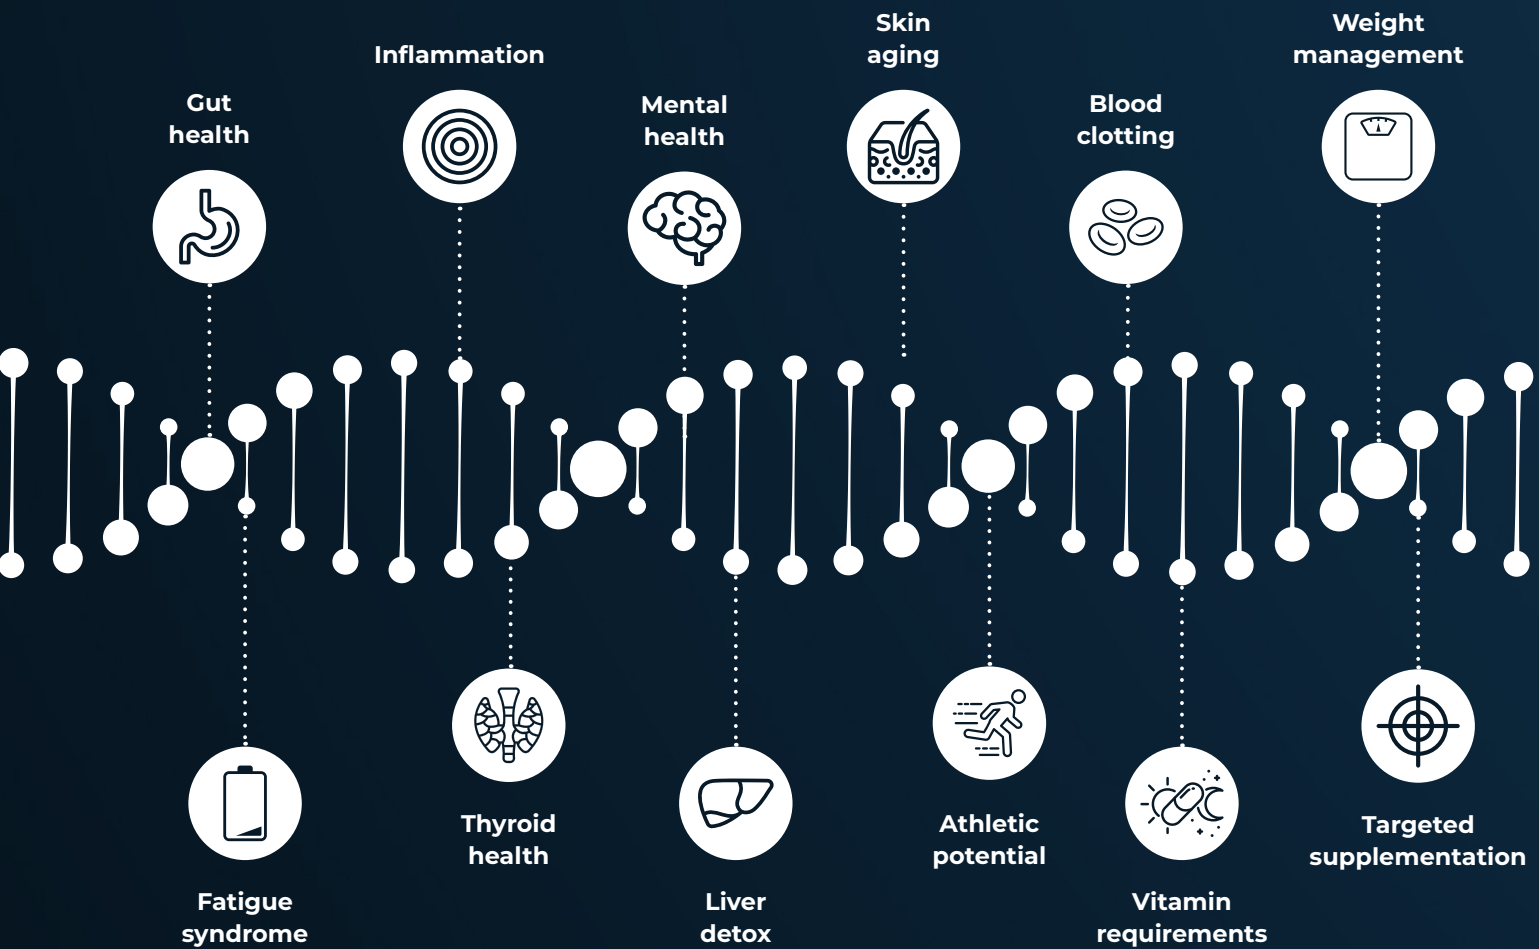 Gut
health
Inflammation
Mental
health
Skin
aging
Blood
clotting
Weight
management
Fatigue
syndrome
Thyroid
health
Liver
detox
Athletic
potential
Vitamin
requirements
Targeted
supplementation